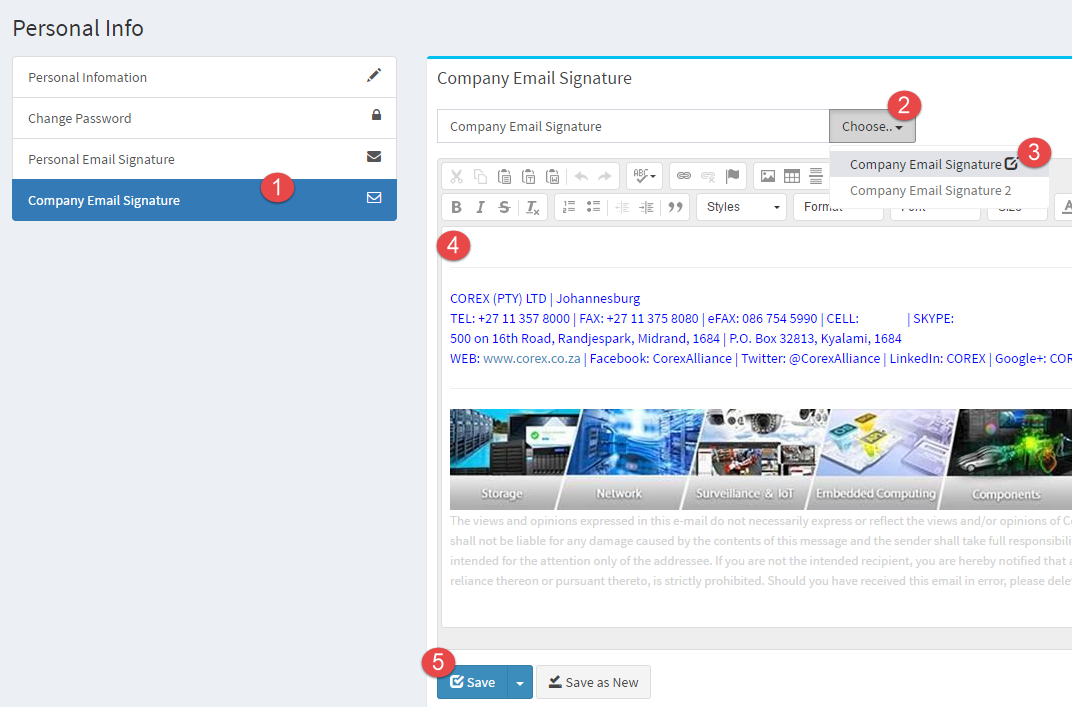 Personal Info
Personal Infomation
Change Password
Personal Email Signature
Company Email Signature
1
Company Email Signature
Company Email Signature
Choose..
2
Company Email Signature
3
Company Email Signature 2
ABC
B I S Tx
Styles
Format
A
4
COREX (PTY) LTD | Johannesburg
TEL: +27 11 357 8000 | FAX: +27 11 375 8080 | eFAX: 086 754 5990 | CELL: | SKYPE:
500 on 16th Road, Randjespark, Midrand, 1684 | P.O. Box 32813, Kyalami, 1684
WEB: www.corex.co.za | Facebook: CorexAlliance | Twitter: @CorexAlliance | LinkedIn: COREX | Google+: COR
Storage Network Surveillance & IoT Embedded Computing Components
The views and opinions expressed in this e-mail do not necessarily express or reflect the views and/or opinions of C
shall not be liable for any damage caused by the contents of this message and the sender shall take full responsibili
intended for the attention only of the addressee. If you are not the intended recipient, you are hereby notified that a
reliance thereon or pursuant thereto, is strictly prohibited. Should you have received this email in error, please dele
5
Save
Save as New